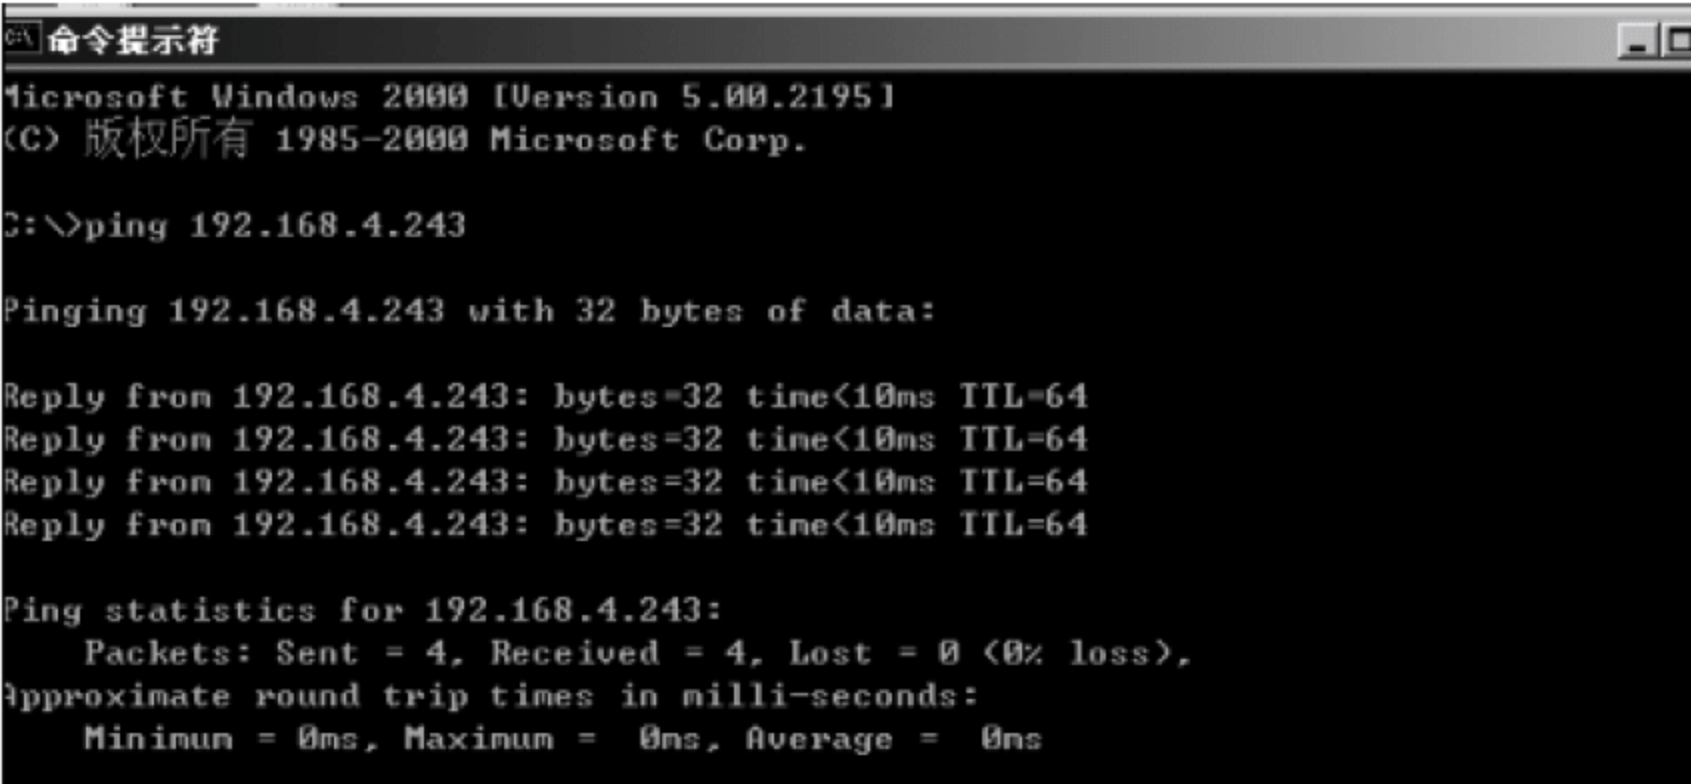 命令提示符
Microsoft Windows 2000 [Version 5.00.2195]
(C) 版权所有 1985-2000 Microsoft Corp.
C:\>ping 192.168.4.243
Pinging 192.168.4.243 with 32 bytes of data:
Reply from 192.168.4.243: bytes=32 time<10ms TTL=64
Reply from 192.168.4.243: bytes=32 time<10ms TTL=64
Reply from 192.168.4.243: bytes=32 time<10ms TTL=64
Reply from 192.168.4.243: bytes=32 time<10ms TTL=64
Ping statistics for 192.168.4.243:
    Packets: Sent = 4, Received = 4, Lost = 0 (0% loss),
Approximate round trip times in milli-seconds:
    Minimum = 0ms, Maximum =  0ms, Average =  0ms